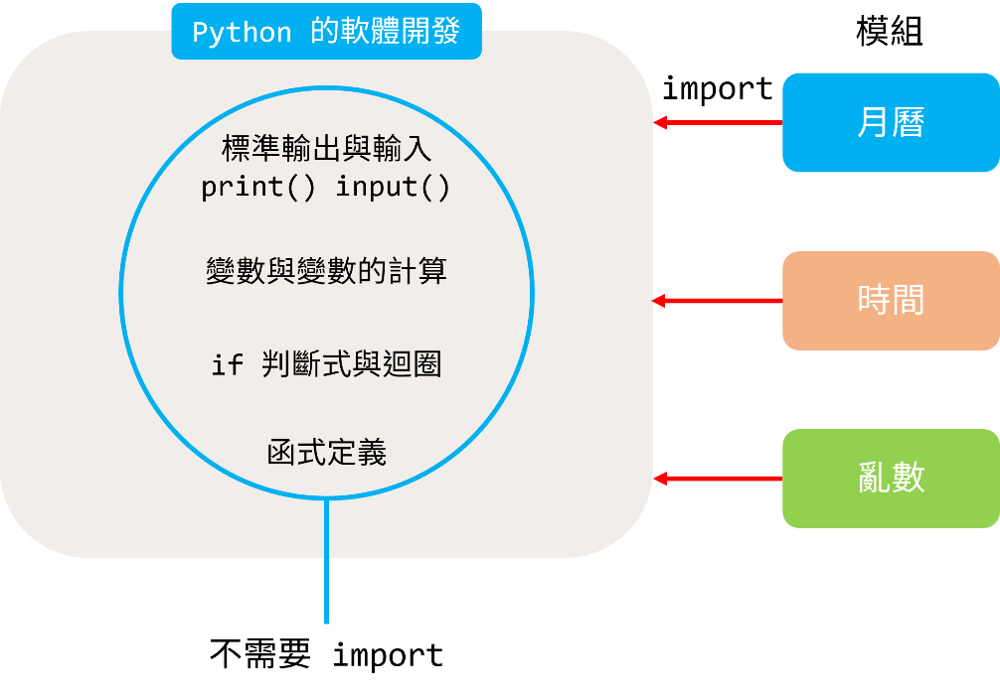 Python 的軟體開發
標準輸出與輸入
print() input()
變數與變數的計算
if 判斷式與迴圈
函式定義
不需要 import
模組
import
月曆
時間
亂數